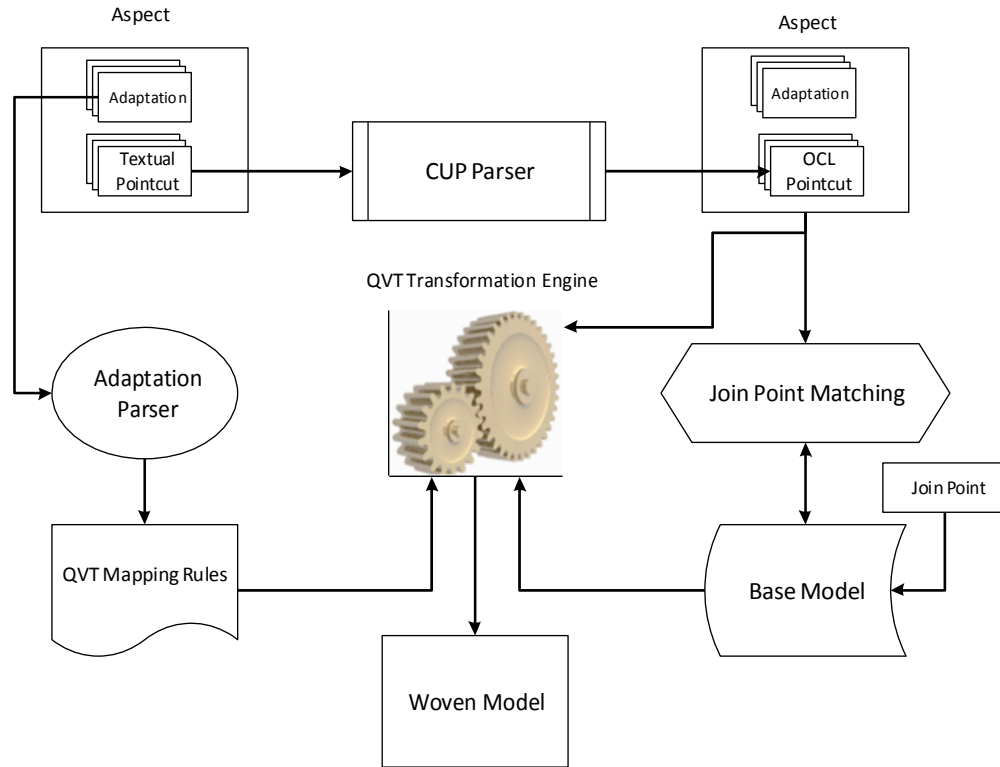 Aspect
Aspect
Adaptation
Adaptation
Textual
Pointcut
CUP Parser
OCL
Pointcut
QVT Transformation Engine
Adaptation
Parser
Join Point Matching
Join Point
QVT Mapping Rules
Base Model
Woven Model